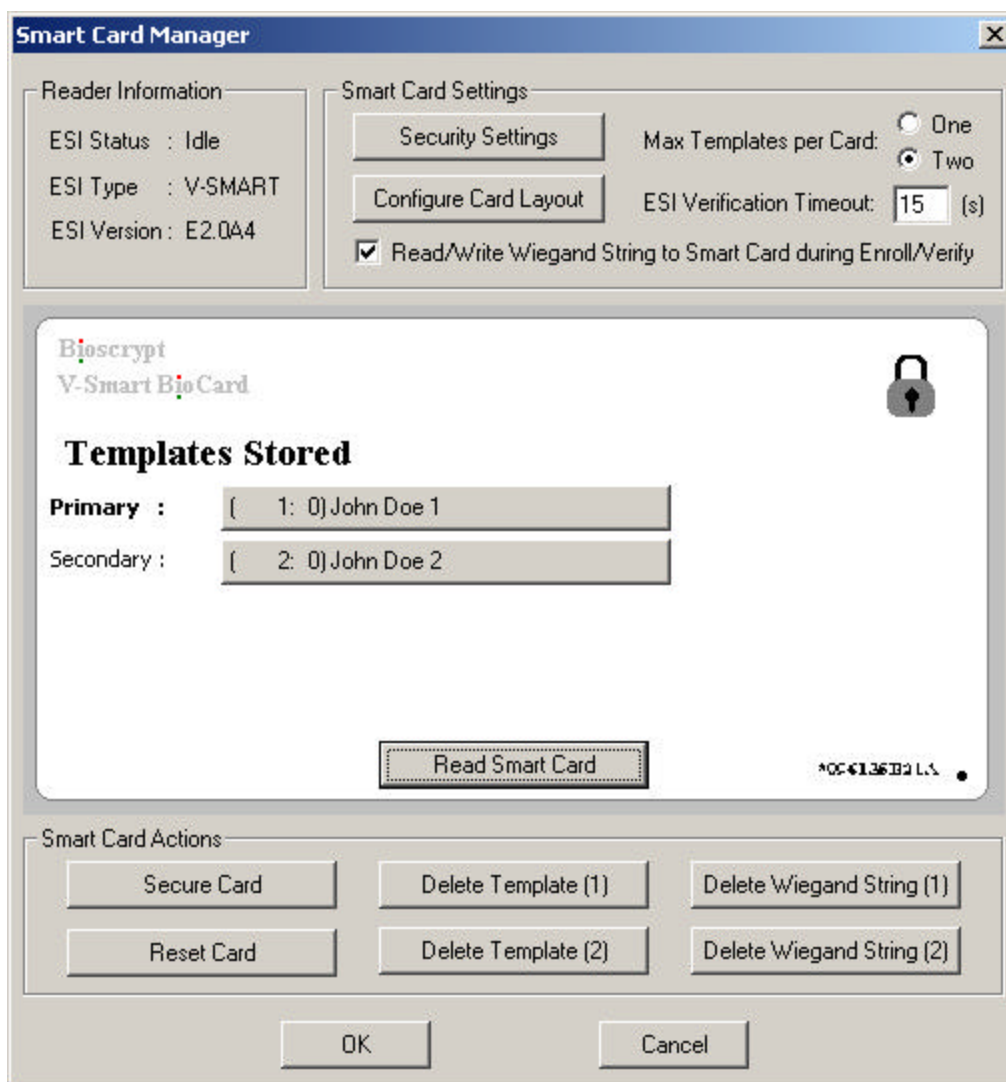 Smart Card Manager
Reader Information
ESI Status : Idle
ESI Type : V-SMART
ESI Version : E2.0A4
Smart Card Settings
Security Settings
Configure Card Layout
Max Templates per Card:
One
Two
ESI Verification Timeout: 15 (s)
Read/Write Wiegand String to Smart Card during Enroll/Verify
Bioscrypt
V-Smart BioCard
Templates Stored
Primary : ( 1: 0) John Doe 1
Secondary : ( 2: 0) John Doe 2
Read Smart Card
Smart Card Actions
Secure Card
Delete Template (1)
Delete Wiegand String (1)
Reset Card
Delete Template (2)
Delete Wiegand String (2)
OK
Cancel